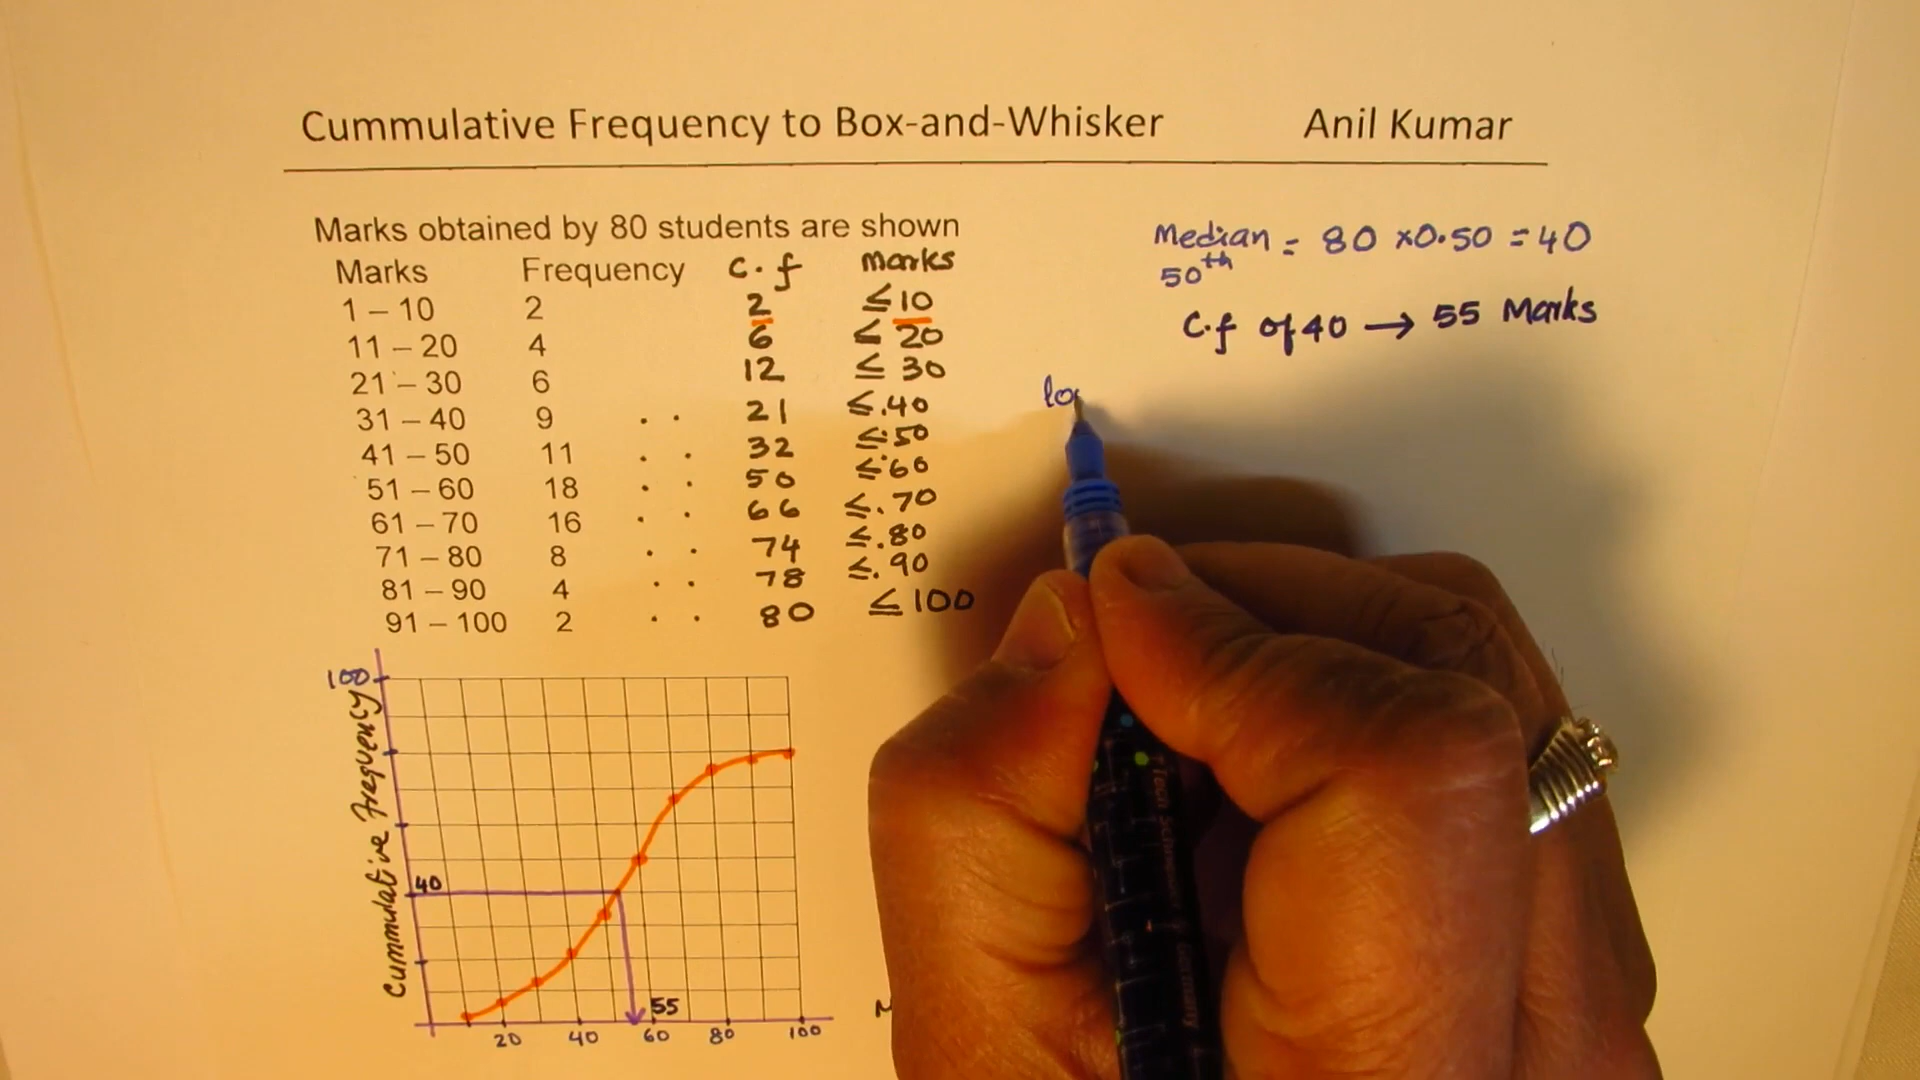 Cummulative Frequency to Box-and-Whisker Anil Kumar
Marks obtained by 80 students are shown
Marks Frequency c.f marks
1 – 10 2 2 ≤ 10
11 – 20 4 6 ≤ 20
21 – 30 6 12 ≤ 30
31 – 40 9 .. 21 ≤.40
41 – 50 11 .. 32 ≤.50
51 – 60 18 .. 50 ≤.60
61 – 70 16 .. 66 ≤.70
71 – 80 8 .. 74 ≤.80
81 – 90 4 .. 78 ≤.90
91 – 100 2 .. 80 ≤ 100
Median = 80 x0.50 = 40
50th
C.f of 40 → 55 Marks
lo
100
Cummulative Frequency
40
55
20 40 60 80 100
Germany